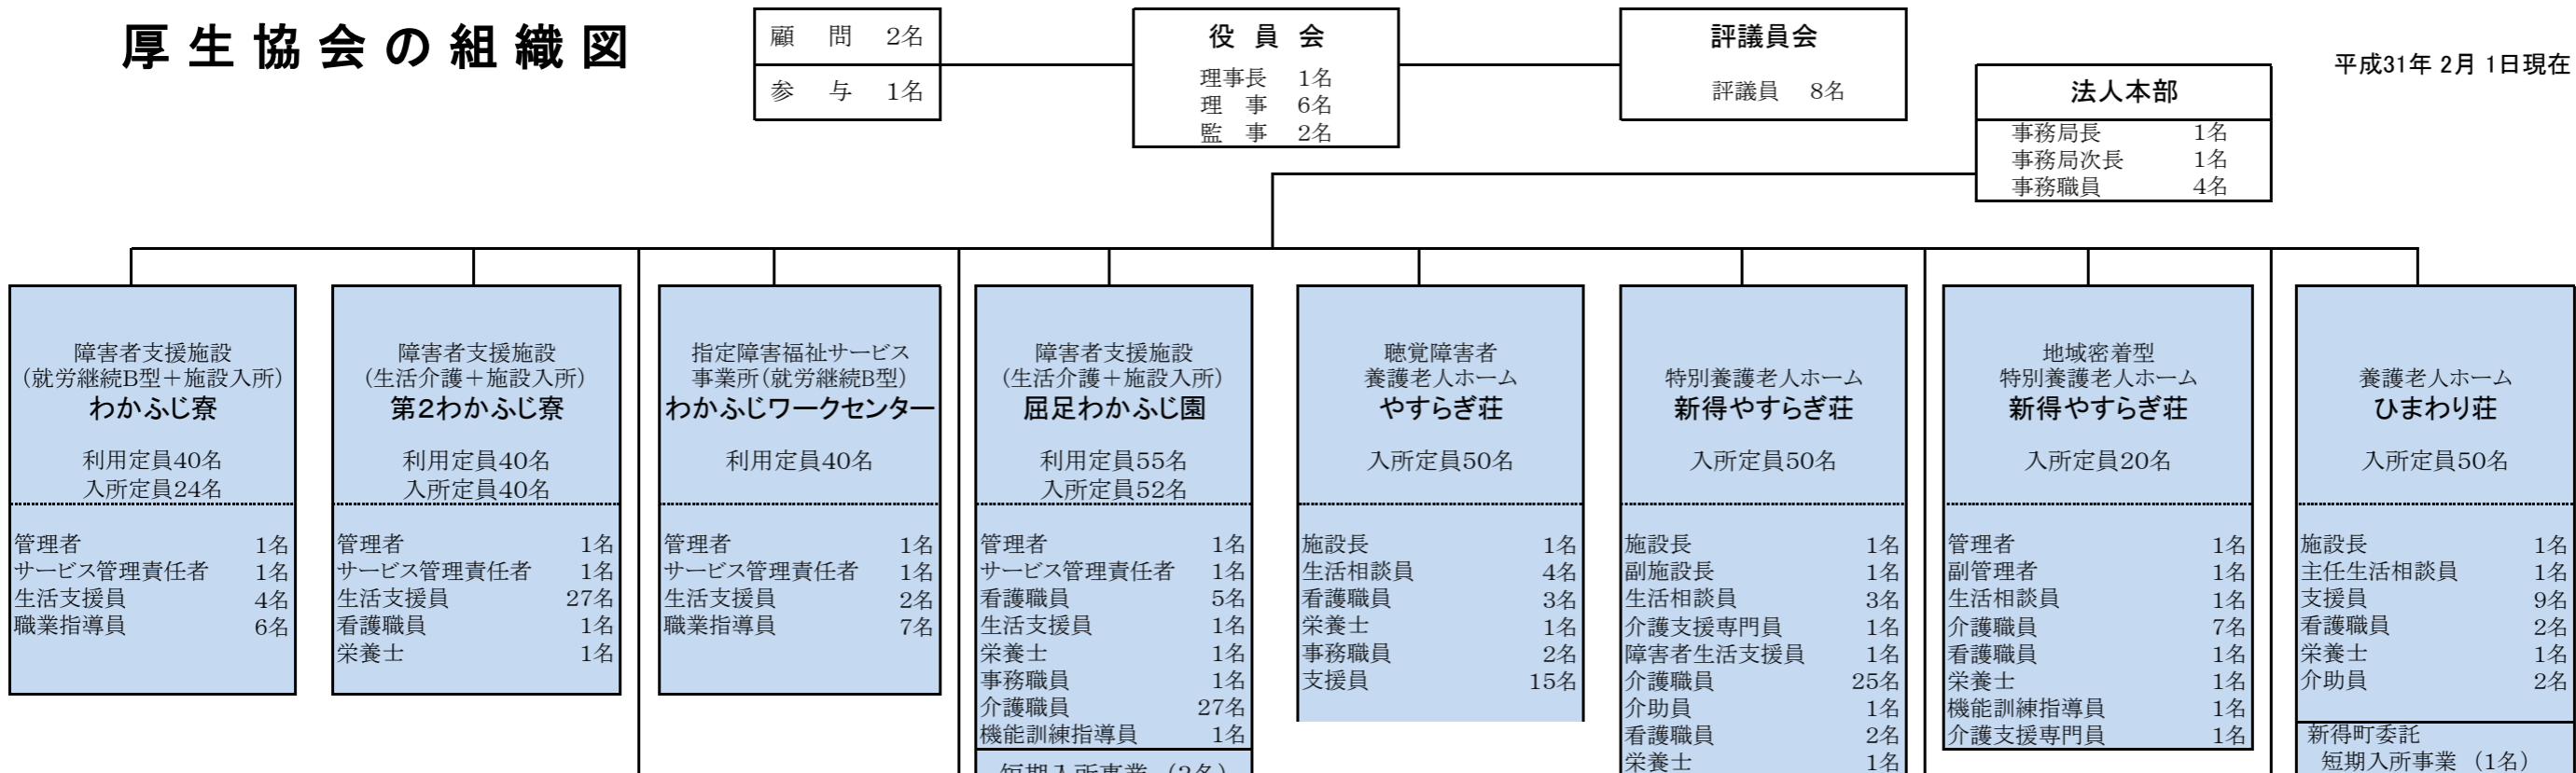 厚生協会の組織図
顧　問　2名
参　与　1名
役　員　会
理事長　1名
理　事　6名
監　事　2名
評議員会
評議員　8名
平成31年 2月 1日現在
法人本部
事務局長　1名
事務局次長　1名
事務職員　4名
障害者支援施設
（就労継続B型＋施設入所）
わかふじ寮
利用定員40名
入所定員24名
管理者　1名
サービス管理責任者　1名
生活支援員　4名
職業指導員　6名
障害者支援施設
（生活介護＋施設入所）
第2わかふじ寮
利用定員40名
入所定員40名
管理者　1名
サービス管理責任者　1名
生活支援員　27名
看護職員　1名
栄養士　1名
指定障害福祉サービス
事業所（就労継続B型）
わかふじワークセンター
利用定員40名
管理者　1名
サービス管理責任者　1名
生活支援員　2名
職業指導員　7名
障害者支援施設
（生活介護＋施設入所）
屈足わかふじ園
利用定員55名
入所定員52名
管理者　1名
サービス管理責任者　1名
看護職員　5名
生活支援員　1名
栄養士　1名
事務職員　1名
介護職員　27名
機能訓練指導員　1名
短期入所事業　（3名）
聴覚障害者
養護老人ホーム
やすらぎ荘
入所定員50名
施設長　1名
生活相談員　4名
看護職員　3名
栄養士　1名
事務職員　2名
支援員　15名
特別養護老人ホーム
新得やすらぎ荘
入所定員50名
施設長　1名
副施設長　1名
生活相談員　3名
介護支援専門員　1名
障害者生活支援員　1名
介護職員　25名
介助員　1名
看護職員　2名
栄養士　1名
地域密着型
特別養護老人ホーム
新得やすらぎ荘
入所定員20名
管理者　1名
副管理者　1名
生活相談員　1名
介護職員　7名
看護職員　1名
栄養士　1名
機能訓練指導員　1名
介護支援専門員　1名
養護老人ホーム
ひまわり荘
入所定員50名
施設長　1名
主任生活相談員　1名
支援員　9名
看護職員　2名
栄養士　1名
介助員　2名
新得町委託
短期入所事業　（1名）